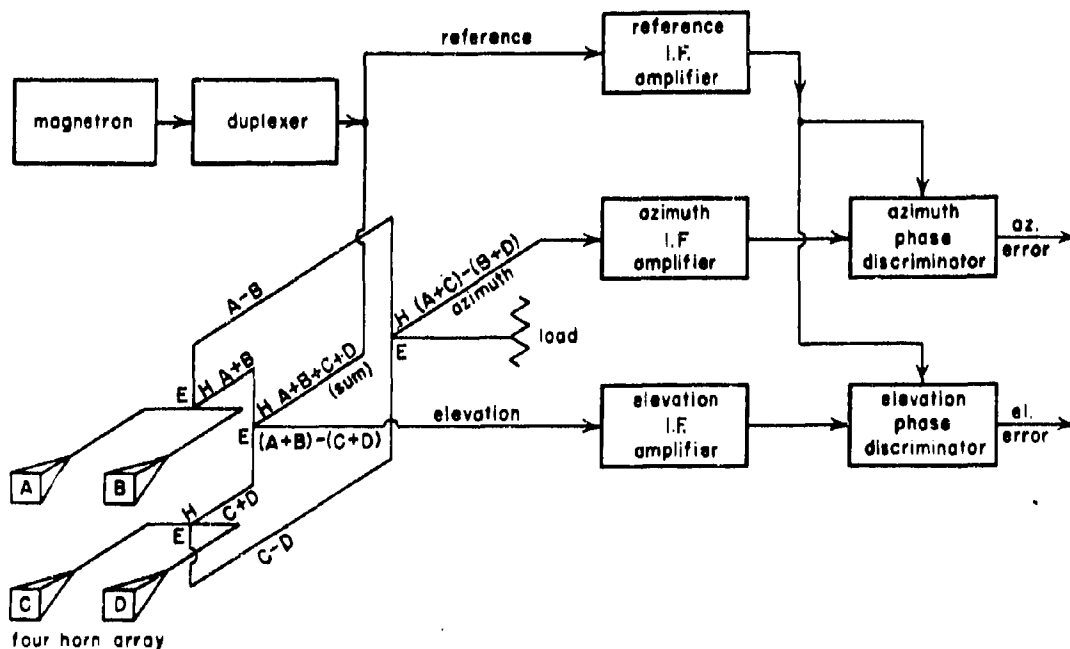 reference
reference
I.F.
amplifier
magnetron
duplexer
A-B
H (A+C)-(B+D)
azimuth
E
load
azimuth
I.F
amplifier
azimuth
phase
discriminator
az.
error
E
H A+B
H A+B+C+D
(sum)
E
(A+B)-(C+D)
elevation
elevation
I.F.
amplifier
elevation
phase
discriminator
el.
error
A
B
H
E
C+D
C-D
C
D
four horn array